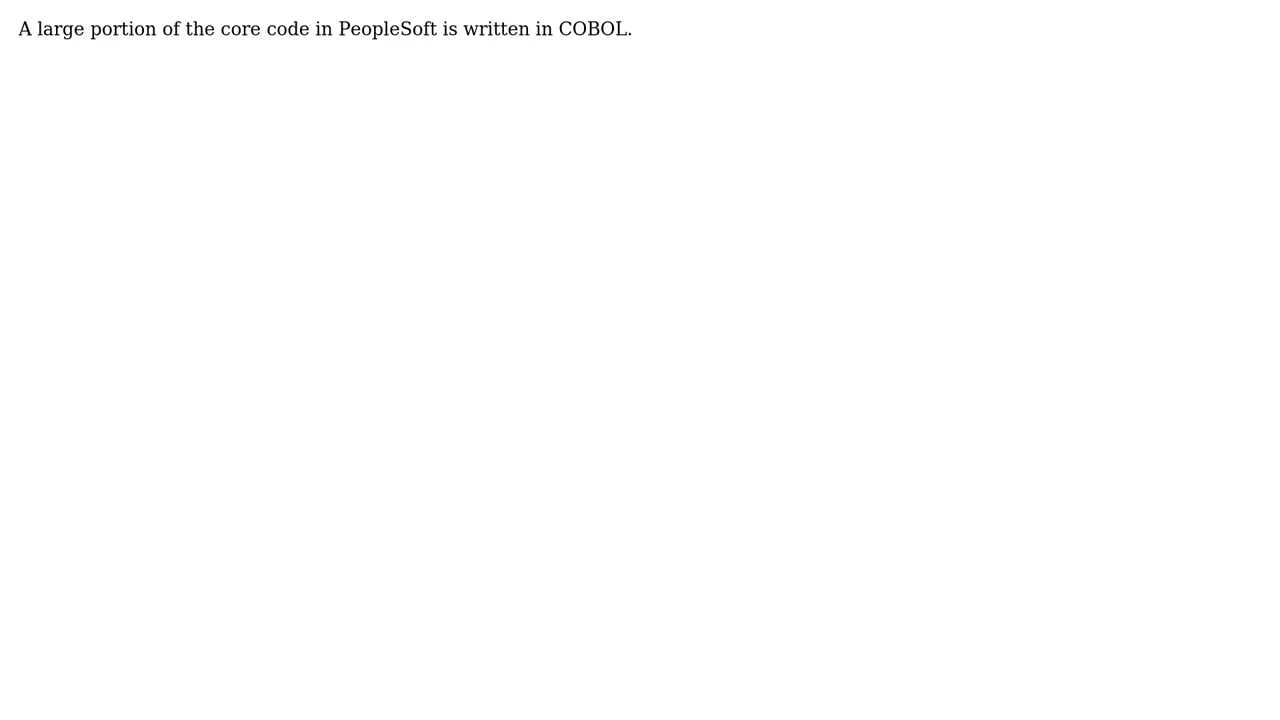 A large portion of the core code in PeopleSoft is written in COBOL.